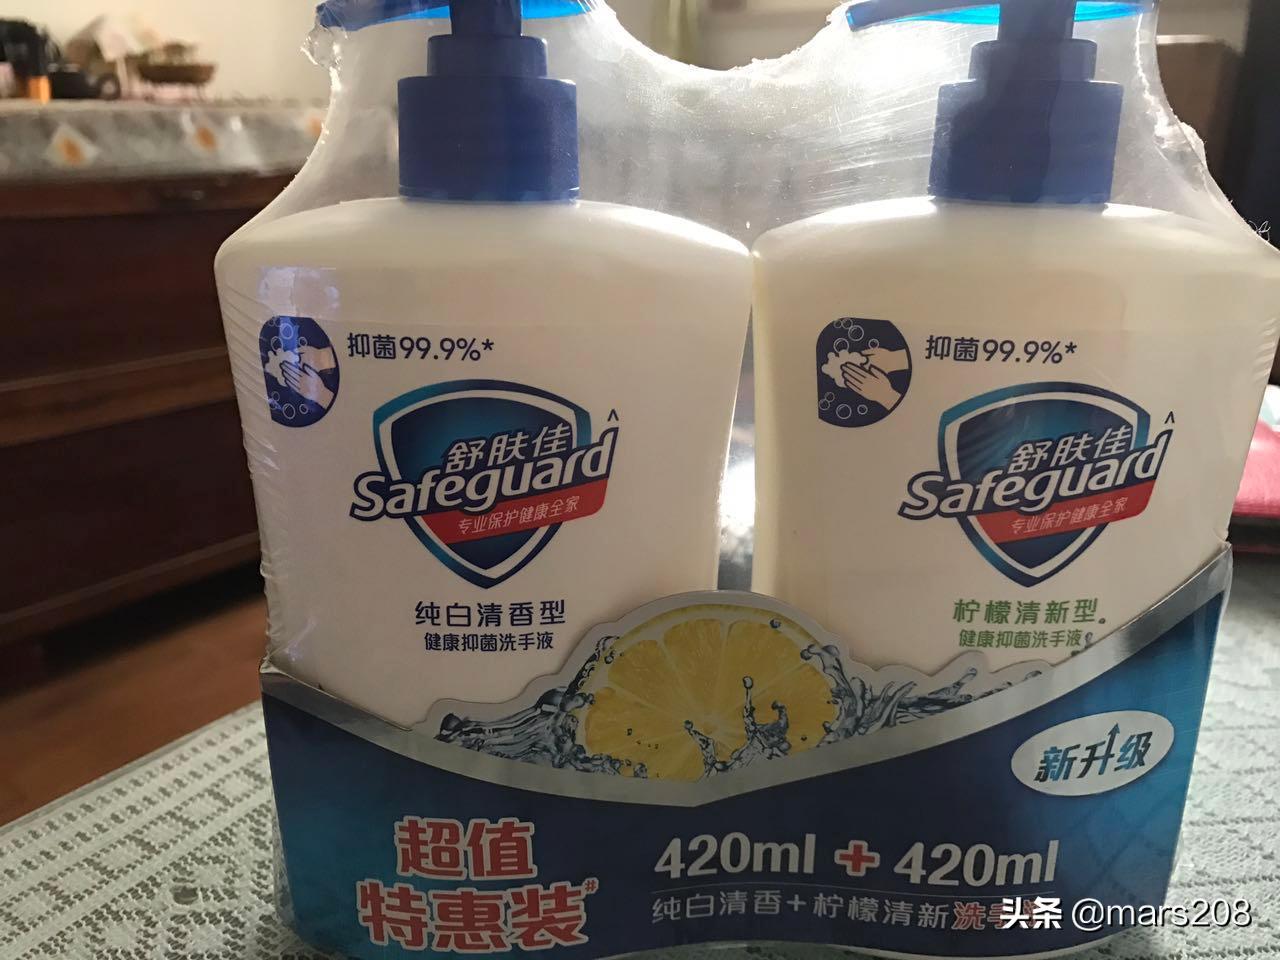 抑菌99.9%*
舒肤佳
Safeguard
专业保护健康全家
纯白清香型
健康抑菌洗手液
抑菌99.9%*
舒肤佳
Safeguard
专业保护健康全家
柠檬清新型
健康抑菌洗手液
新升级
超值
特惠装#
420ml+420ml
纯白清香+柠檬清新洗手
头条 @mars208